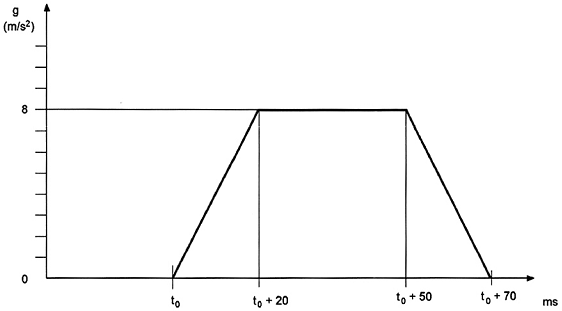 g
(m/s²)
8
0
t₀
t₀ + 20
t₀ + 50
t₀ + 70
ms